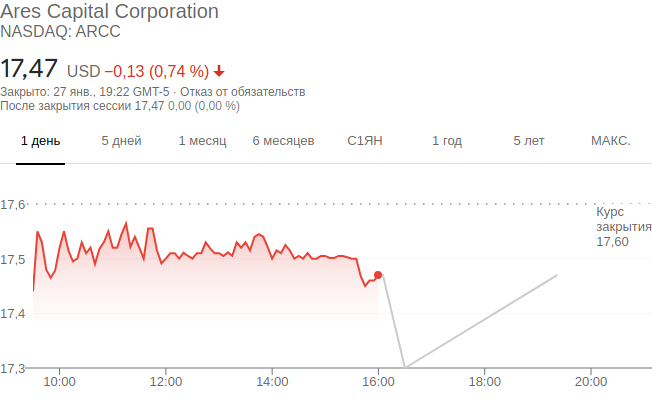 Ares Capital Corporation
NASDAQ: ARCC
17,47 USD −0,13 (0,74 %)
Закрыто: 27 янв., 19:22 GMT-5 · Отказ от обязательств
После закрытия сессии 17,47 0,00 (0,00 %)
1 день 5 дней 1 месяц 6 месяцев С1ЯН 1 год 5 лет МАКС.
17,6
Курс
закрытия
17,60
17,5
17,4
17,3
10:00 12:00 14:00 16:00 18:00 20:00